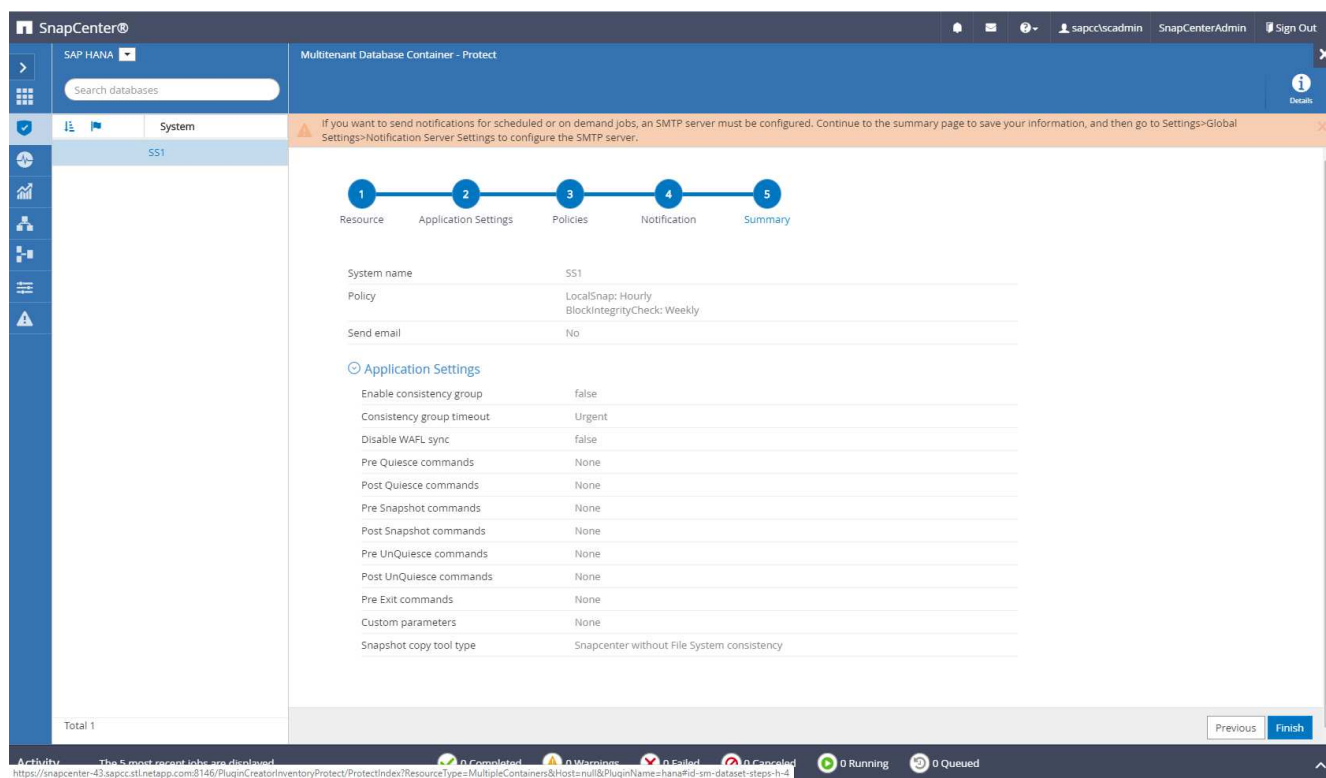 SnapCenter®
sapcc\scadmin SnapCenterAdmin Sign Out
SAP HANA
Search databases
System
SS1
Total 1
Multitenant Database Container - Protect
Details
If you want to send notifications for scheduled or on demand jobs, an SMTP server must be configured. Continue to the summary page to save your information, and then go to Settings>Global
Settings>Notification Server Settings to configure the SMTP server.
1 2 3 4 5
Resource Application Settings Policies Notification Summary
System name SS1
Policy LocalSnap: Hourly
BlockIntegrityCheck: Weekly
Send email No
Application Settings
Enable consistency group false
Consistency group timeout Urgent
Disable WAFL sync false
Pre Quiesce commands None
Post Quiesce commands None
Pre Snapshot commands None
Post Snapshot commands None
Pre UnQuiesce commands None
Post UnQuiesce commands None
Pre Exit commands None
Custom parameters None
Snapshot copy tool type Snapcenter without File System consistency
Previous Finish
Activity The 5 most recent jobs are displayed 0 Completed 0 Warnings 0 Failed 0 Canceled 0 Running 0 Queued
https://snapcenter-43.sapcc.stl.netapp.com:8146/PluginCreatorInventoryProtect/ProtectIndex?ResourceType=MultipleContainers&Host=null&PluginName=hana#id-sm-dataset-steps-h-4